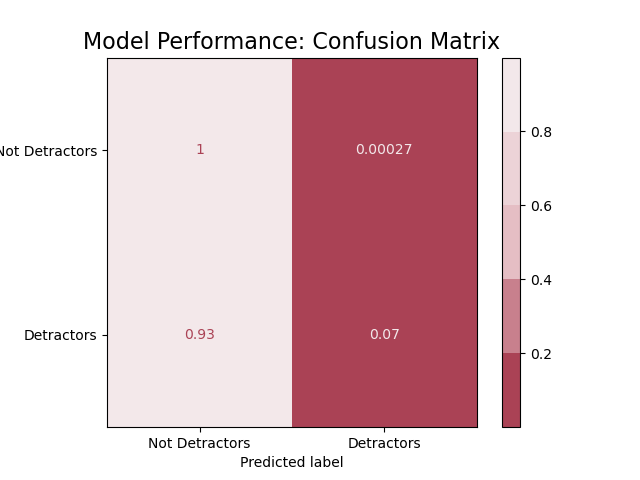 Model Performance: Confusion Matrix
Not Detractors
1
0.00027
Detractors
0.93
0.07
Not Detractors
Detractors
Predicted label
0.8
0.6
0.4
0.2